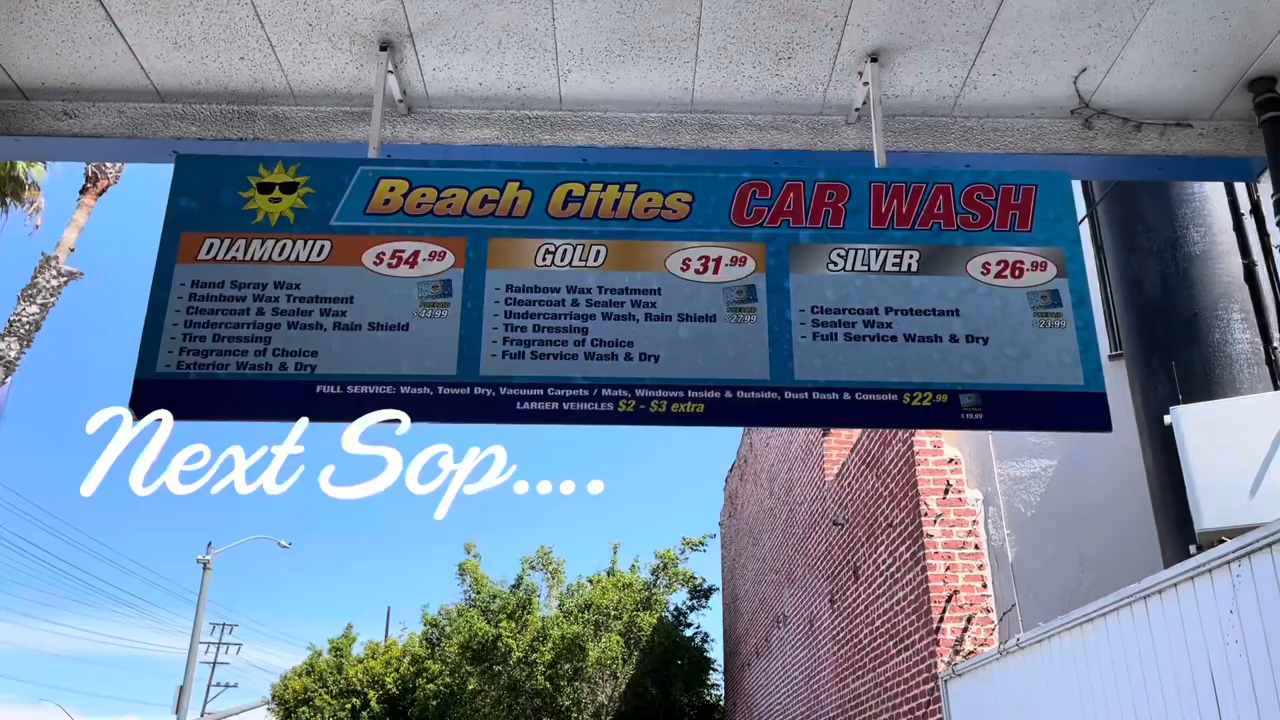 Beach Cities CAR WASH
DIAMOND $54.99
- Hand Spray Wax
- Rainbow Wax Treatment
- Clearcoat & Sealer Wax
- Undercarriage Wash, Rain Shield
- Tire Dressing
- Fragrance of Choice
- Exterior Wash & Dry
PREPAID
$44.99
GOLD $31.99
- Rainbow Wax Treatment
- Clearcoat & Sealer Wax
- Undercarriage Wash, Rain Shield
- Tire Dressing
- Fragrance of Choice
- Full Service Wash & Dry
PREPAID
$27.99
SILVER $26.99
- Clearcoat Protectant
- Sealer Wax
- Full Service Wash & Dry
PREPAID
$23.99
FULL SERVICE: Wash, Towel Dry, Vacuum Carpets / Mats, Windows Inside & Outside, Dust Dash & Console $22.99
LARGER VEHICLES $2 - $3 extra
$19.99
Next Sop....